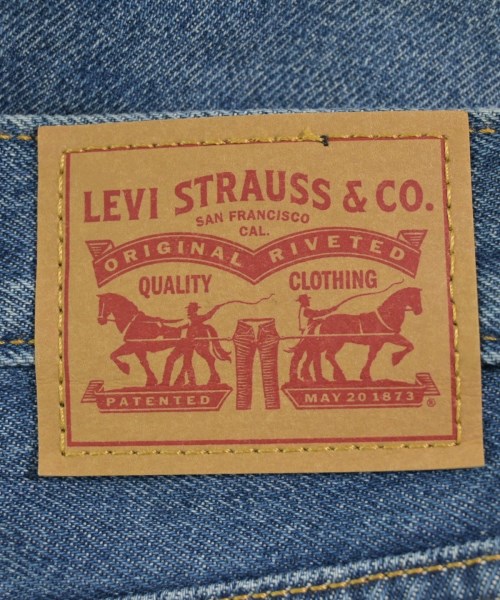 LEVI STRAUSS & CO.
SAN FRANCISCO
CAL.
ORIGINAL RIVETED
QUALITY CLOTHING
PATENTED MAY 20 1873 ®